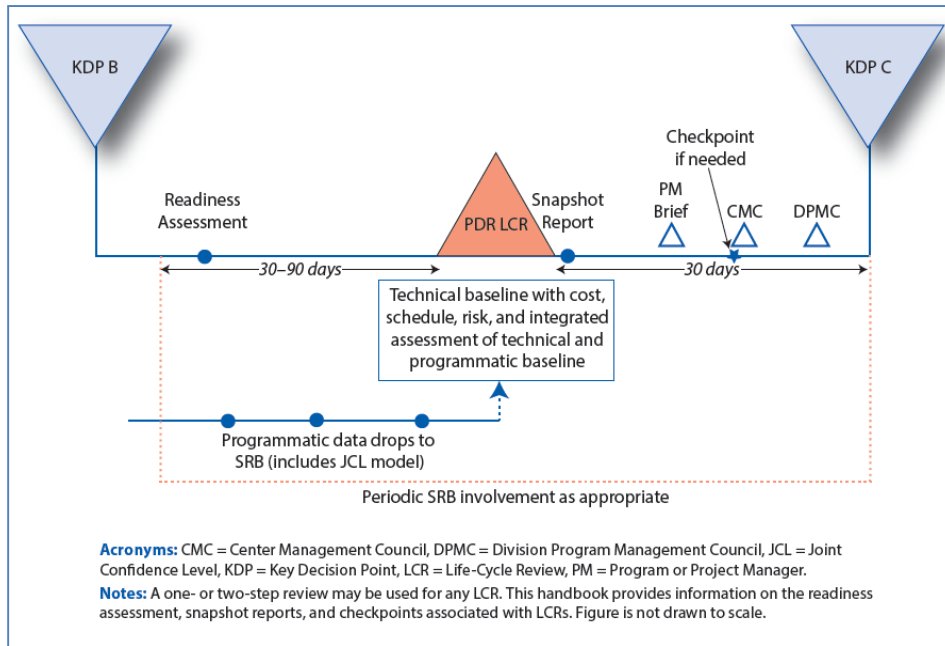 KDP B
KDP C
Checkpoint
if needed
Readiness
Assessment
PDR LCR
Snapshot
Report
PM
Brief
CMC
DPMC
30–90 days
30 days
Technical baseline with cost,
schedule, risk, and integrated
assessment of technical and
programmatic baseline
Programmatic data drops to
SRB (includes JCL model)
Periodic SRB involvement as appropriate
Acronyms: CMC = Center Management Council, DPMC = Division Program Management Council, JCL = Joint
Confidence Level, KDP = Key Decision Point, LCR = Life-Cycle Review, PM = Program or Project Manager.
Notes: A one- or two-step review may be used for any LCR. This handbook provides information on the readiness
assessment, snapshot reports, and checkpoints associated with LCRs. Figure is not drawn to scale.